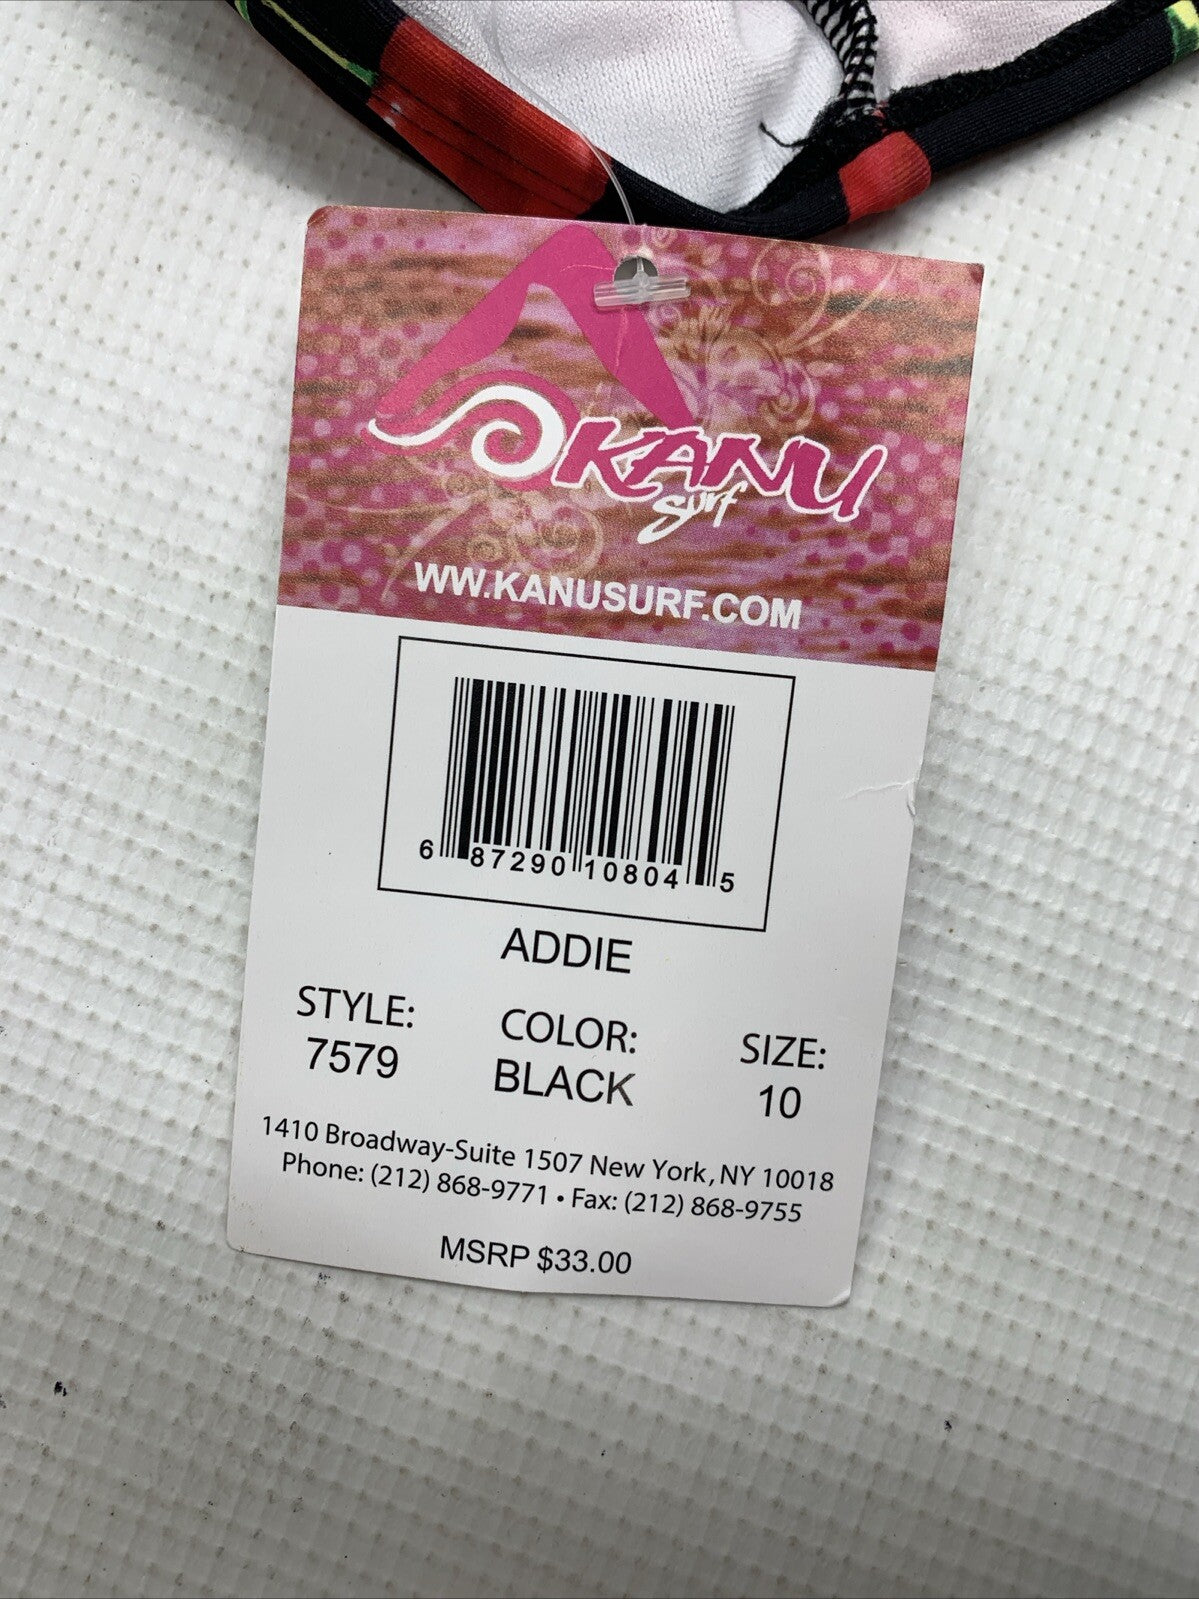 KANU
Surf
WW.KANUSURF.COM
6 87290 10804 5
ADDIE
STYLE: COLOR: SIZE:
7579 BLACK 10
1410 Broadway-Suite 1507 New York, NY 10018
Phone: (212) 868-9771 • Fax: (212) 868-9755
MSRP $33.00